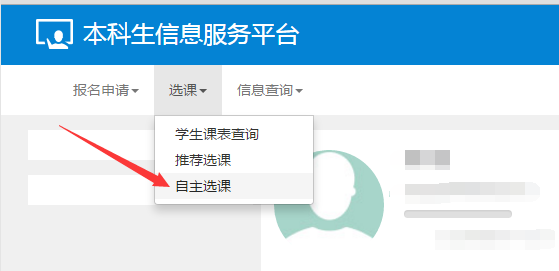 本科生信息服务平台
报名申请 选课 信息查询
学生课表查询
推荐选课
自主选课